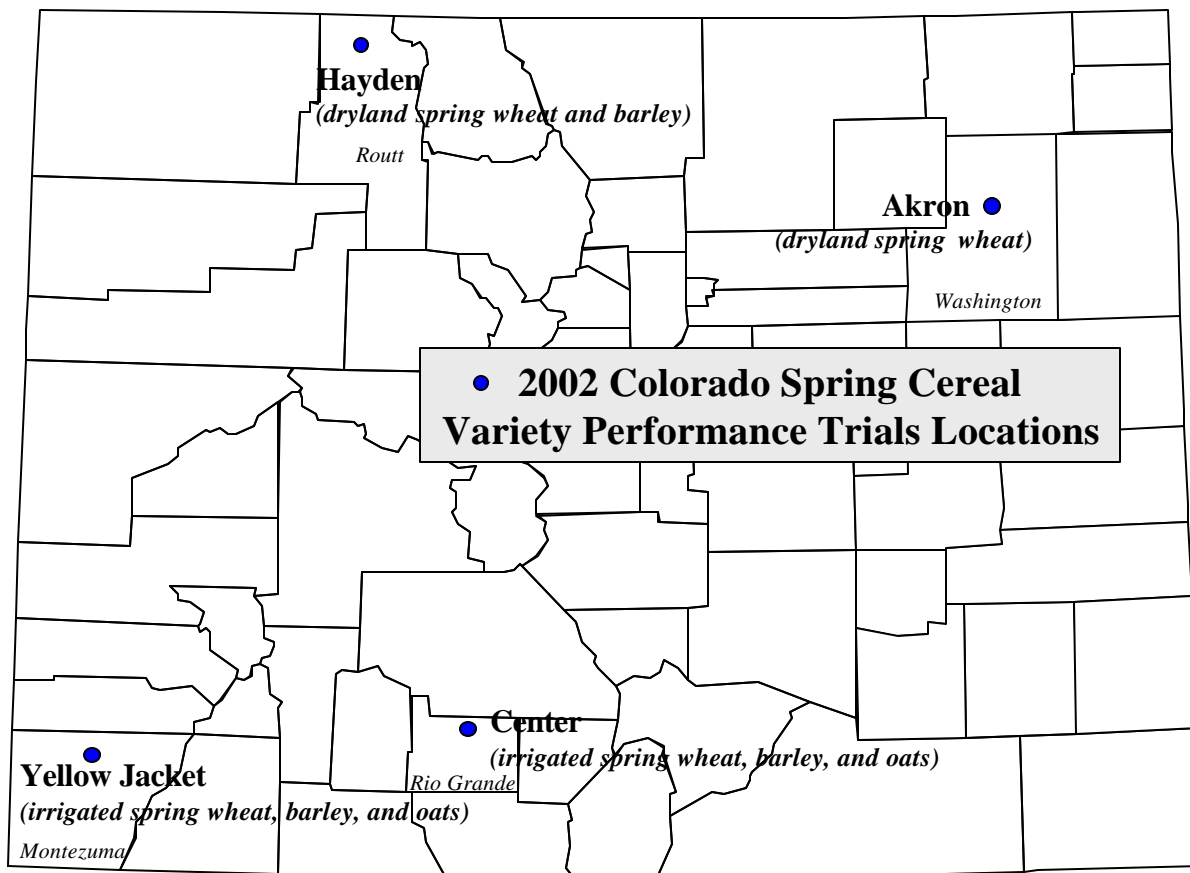 Hayden
(dryland spring wheat and barley)
Routt
Akron
(dryland spring wheat)
Washington
2002 Colorado Spring Cereal
Variety Performance Trials Locations
Center
(irrigated spring wheat, barley, and oats)
Rio Grande
Yellow Jacket
(irrigated spring wheat, barley, and oats)
Montezuma